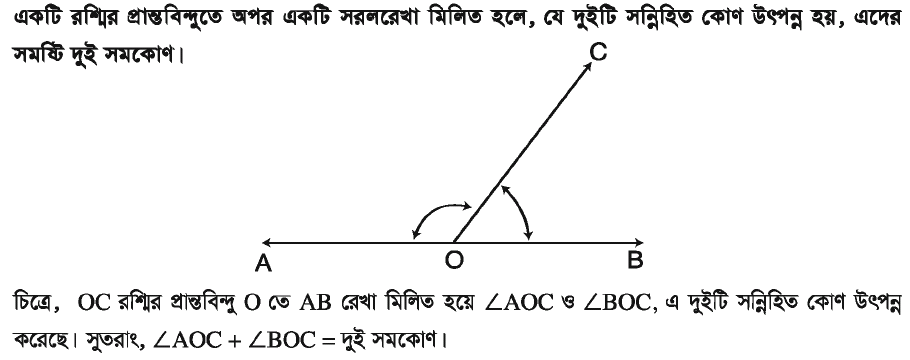 একটি রশ্মির প্রান্তবিন্দুতে অপর একটি সরলরেখা মিলিত হলে, যে দুইটি সন্নিহিত কোণ উৎপন্ন হয়, এদের
সমষ্টি দুই সমকোণ।
C
A O B
চিত্রে, OC রশ্মির প্রান্তবিন্দু O তে AB রেখা মিলিত হয়ে ∠AOC ও ∠BOC, এ দুইটি সন্নিহিত কোণ উৎপন্ন
করেছে। সুতরাং, ∠AOC + ∠BOC = দুই সমকোণ।